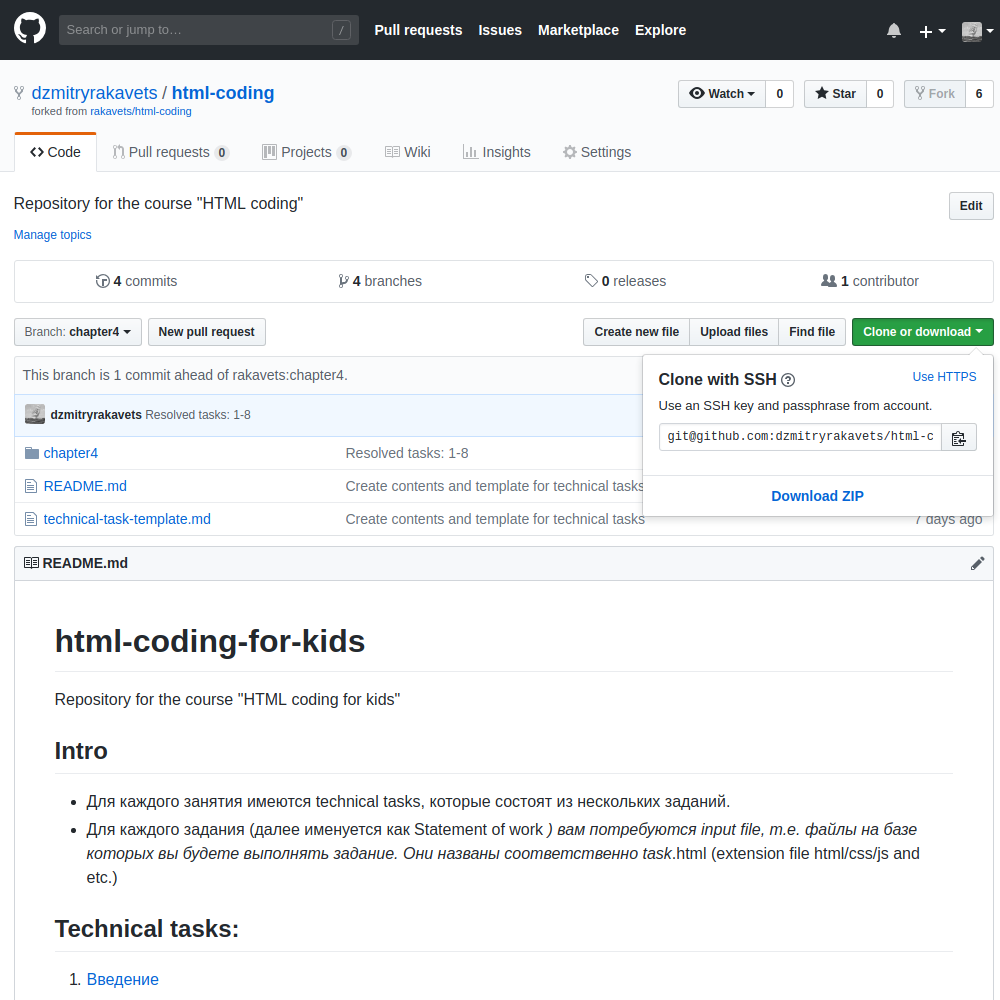 Search or jump to… /
Pull requests Issues Marketplace Explore
dzmitryrakavets / html-coding
forked from rakavets/html-coding
Watch 0 Star 0 Fork 6
Code Pull requests 0 Projects 0 Wiki Insights Settings
Repository for the course "HTML coding"
Edit
Manage topics
4 commits 4 branches 0 releases 1 contributor
Branch: chapter4 New pull request Create new file Upload files Find file Clone or download
This branch is 1 commit ahead of rakavets:chapter4.
dzmitryrakavets Resolved tasks: 1-8
chapter4 Resolved tasks: 1-8
README.md Create contents and template for technical tasks
technical-task-template.md Create contents and template for technical tasks 7 days ago
Clone with SSH ? Use HTTPS
Use an SSH key and passphrase from account.
git@github.com:dzmitryrakavets/html-c
Download ZIP
README.md
html-coding-for-kids
Repository for the course "HTML coding for kids"
Intro
Для каждого занятия имеются technical tasks, которые состоят из нескольких заданий.
Для каждого задания (далее именуется как Statement of work ) вам потребуются input file, т.е. файлы на базе
которых вы будете выполнять задание. Они названы соответственно task.html (extension file html/css/js and
etc.)
Technical tasks:
1. Введение